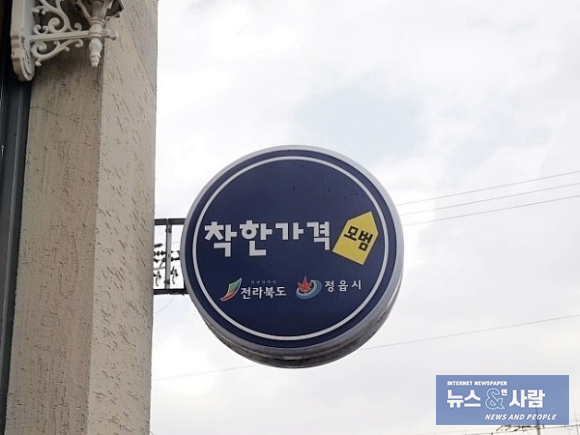 착한가격 모범
전라북도 정읍시
INTERNET NEWSPAPER
뉴스&엔사람
NEWS AND PEOPLE